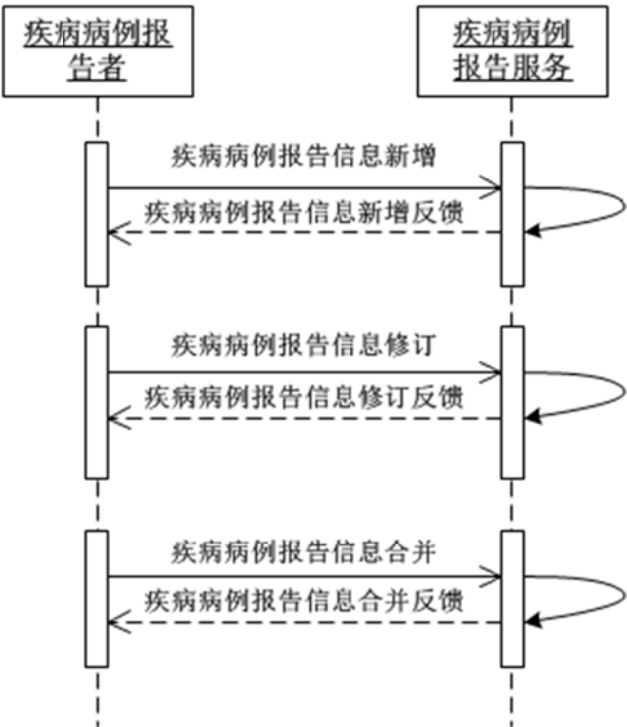 疾病病例报
告者
疾病病例
报告服务
疾病病例报告信息新增
疾病病例报告信息新增反馈
疾病病例报告信息修订
疾病病例报告信息修订反馈
疾病病例报告信息合并
疾病病例报告信息合并反馈